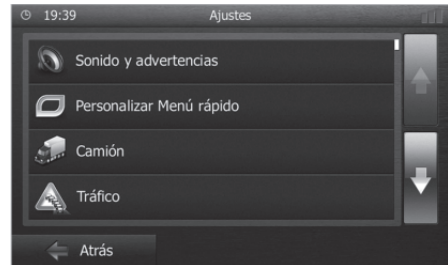 19:39 Ajustes
Sonido y advertencias
Personalizar Menú rápido
Camión
Tráfico
Atrás